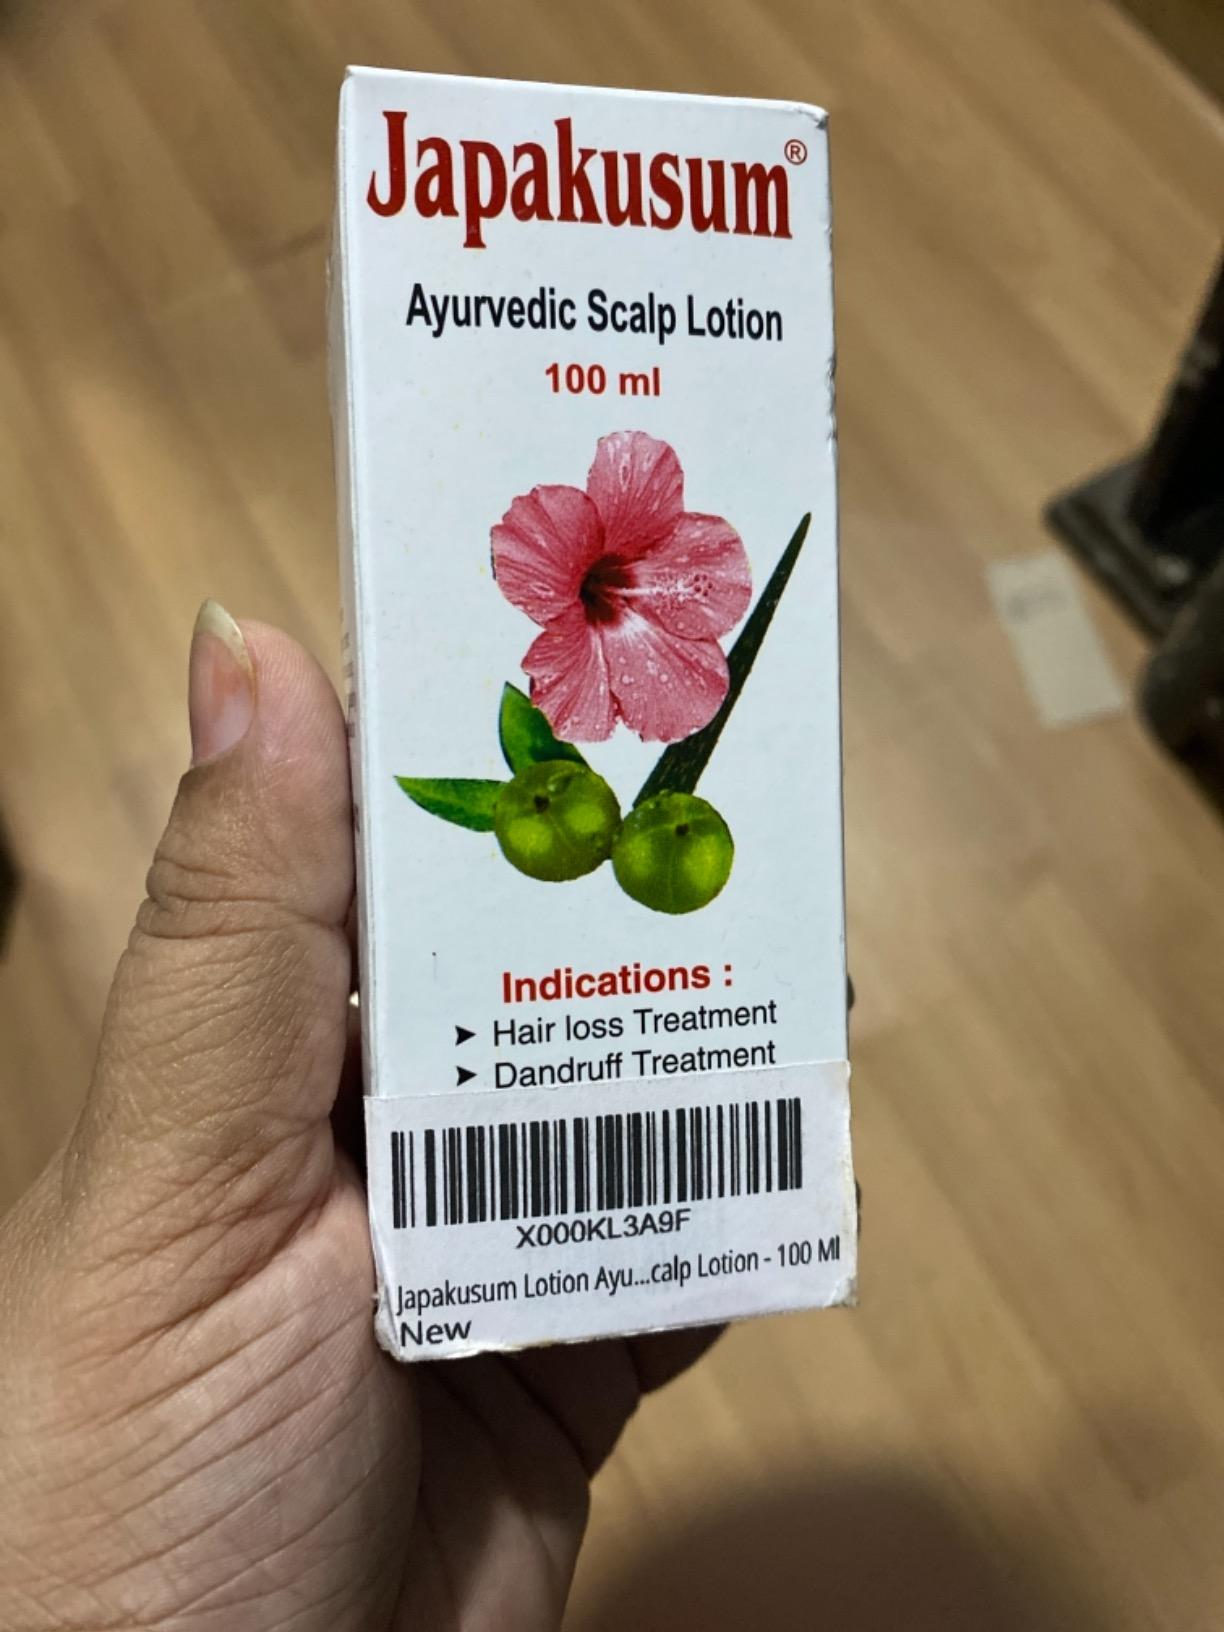 Japakusum®
Ayurvedic Scalp Lotion
100 ml
Indications :
➤ Hair loss Treatment
➤ Dandruff Treatment
X000KL3A9F
Japakusum Lotion Ayu...calp Lotion - 100 Ml
New